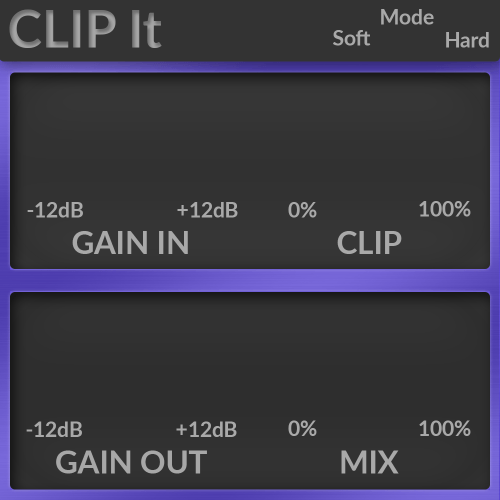 CLIP It
Mode
Soft
Hard
-12dB +12dB 0% 100%
GAIN IN CLIP
-12dB +12dB 0% 100%
GAIN OUT MIX